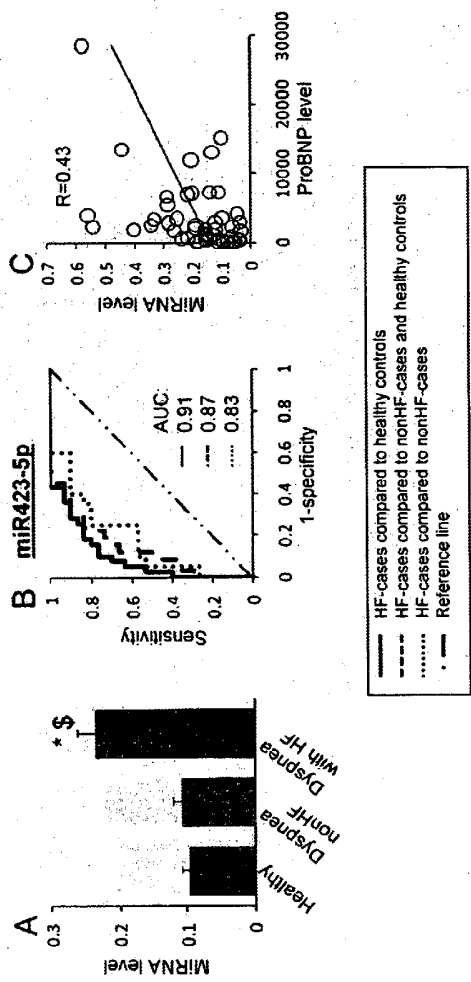 miR423-5p
A
MiRNA level
0.3
0.2
0.1
0
* $
Healthy
Dyspnea nonHF
Dyspnea with HF
B
Sensitivity
1
0.8
0.6
0.4
0.2
0
AUC:
0.91
0.87
0.83
0 0.2 0.4 0.6 0.8 1
1-specificity
C
MiRNA level
0.7
0.6
0.5
0.4
0.3
0.2
0.1
0
R=0.43
0 10000 20000 30000
ProBNP level
HF-cases compared to healthy controls
HF-cases compared to nonHF-cases and healthy controls
HF-cases compared to nonHF-cases
Reference line